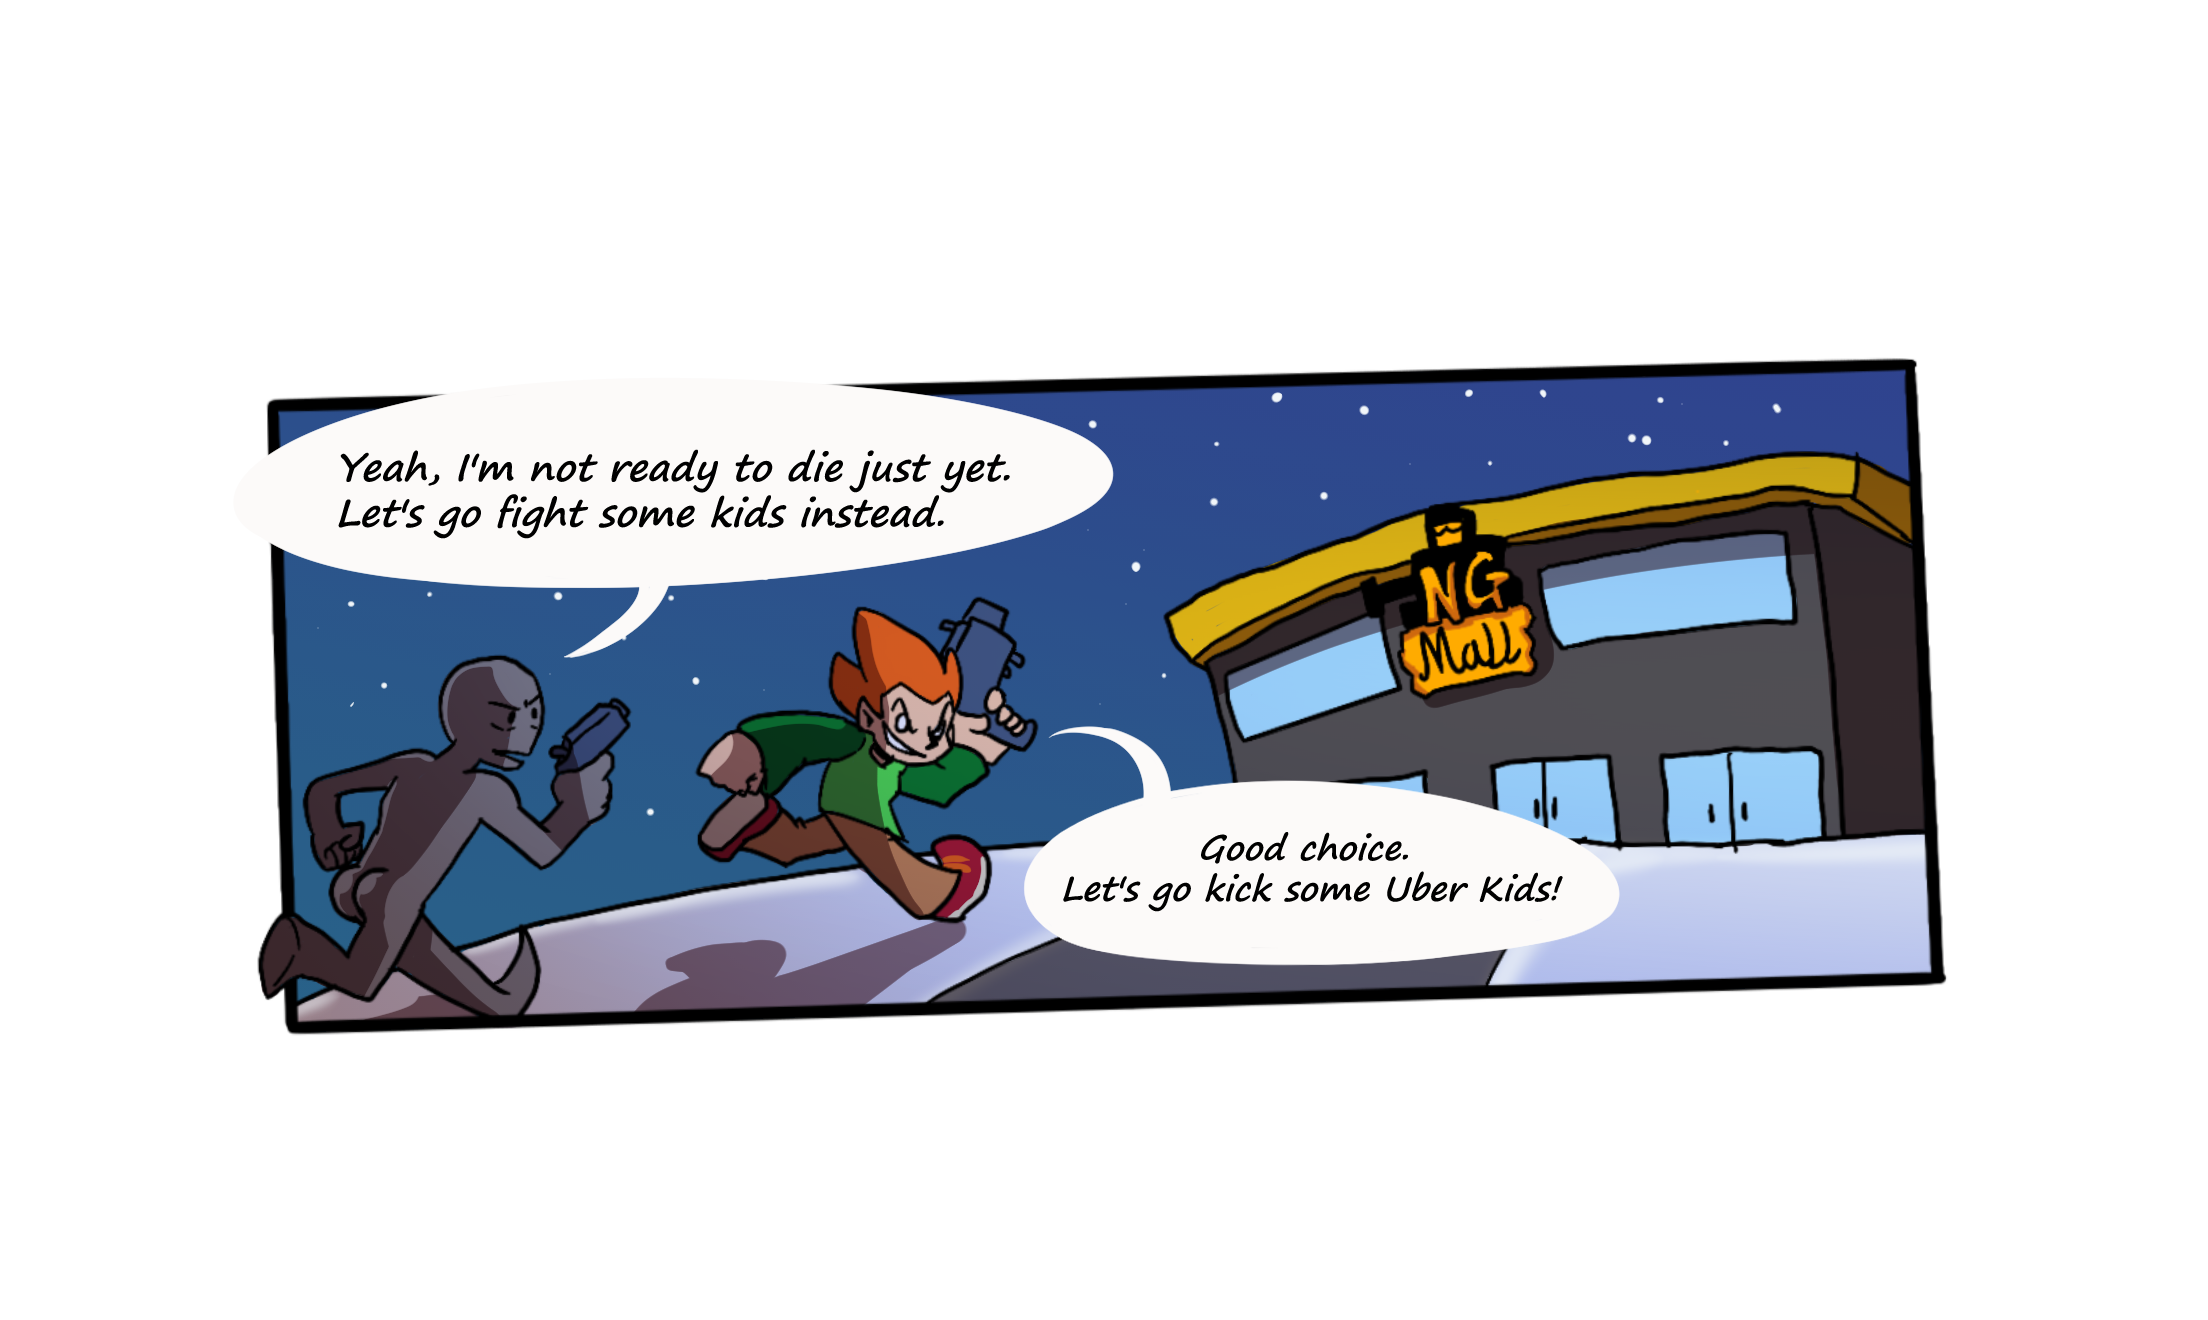 Yeah, I'm not ready to die just yet.
Let's go fight some kids instead.
NG
Mall
Good choice.
Let's go kick some Uber Kids!